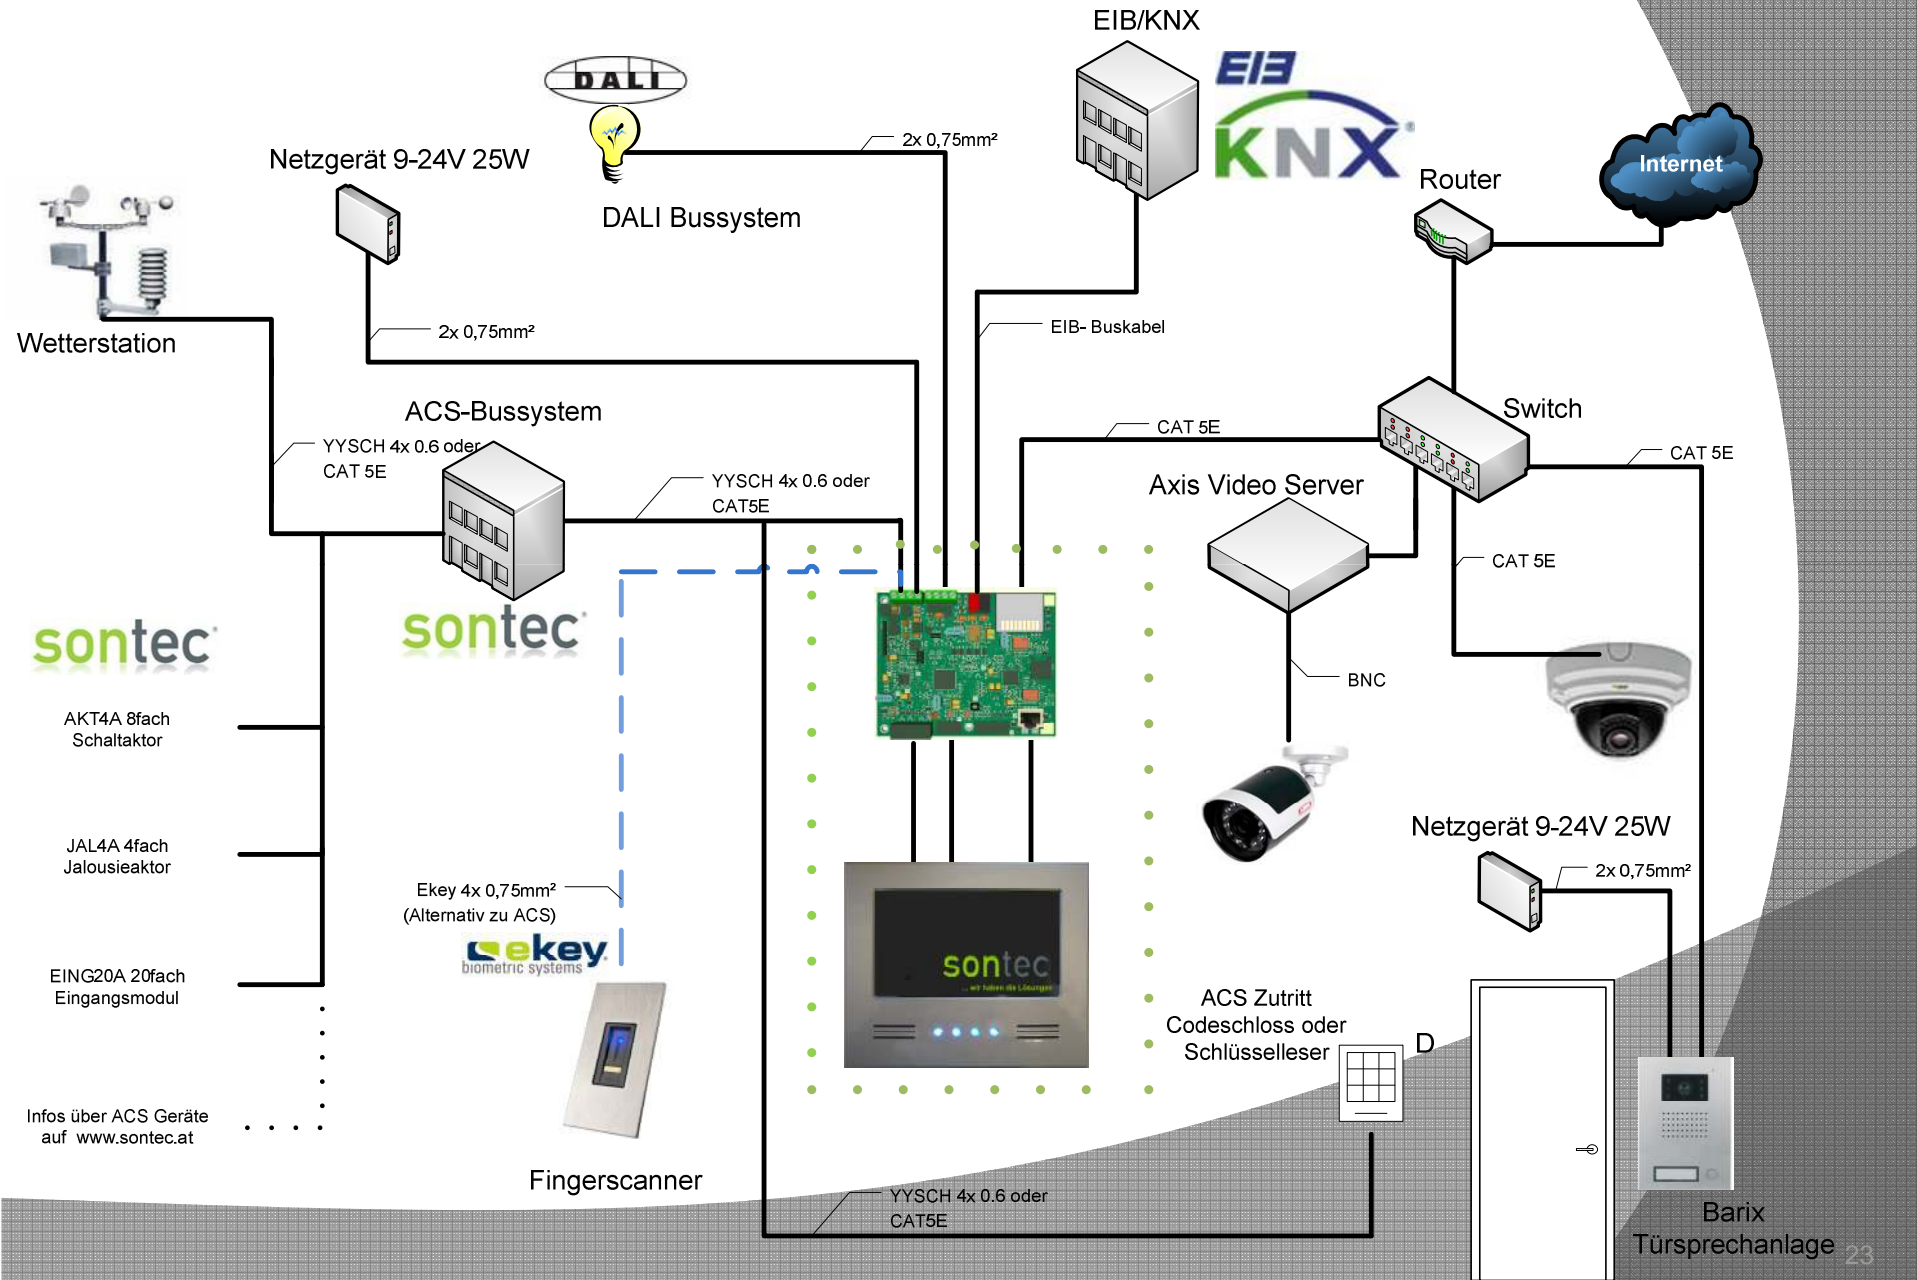 EIB/KNX
EIB
KNX®
DALI
2x 0,75mm²
Netzgerät 9-24V 25W
DALI Bussystem
Router
Internet
Wetterstation
2x 0,75mm²
EIB- Buskabel
ACS-Bussystem
Switch
YYSCH 4x 0.6 oder
CAT 5E
CAT 5E
CAT 5E
YYSCH 4x 0.6 oder
CAT5E
Axis Video Server
CAT 5E
sontec
sontec
BNC
AKT4A 8fach
Schaltaktor
JAL4A 4fach
Jalousieaktor
Netzgerät 9-24V 25W
2x 0,75mm²
Ekey 4x 0,75mm²
(Alternativ zu ACS)
ekey
biometric systems
sontec
... wir haben die Lösungen
EING20A 20fach
Eingangsmodul
ACS Zutritt
Codeschloss oder
Schlüsselleser
D
Infos über ACS Geräte
auf www.sontec.at
Fingerscanner
YYSCH 4x 0.6 oder
CAT5E
Barix
Türsprechanlage
23